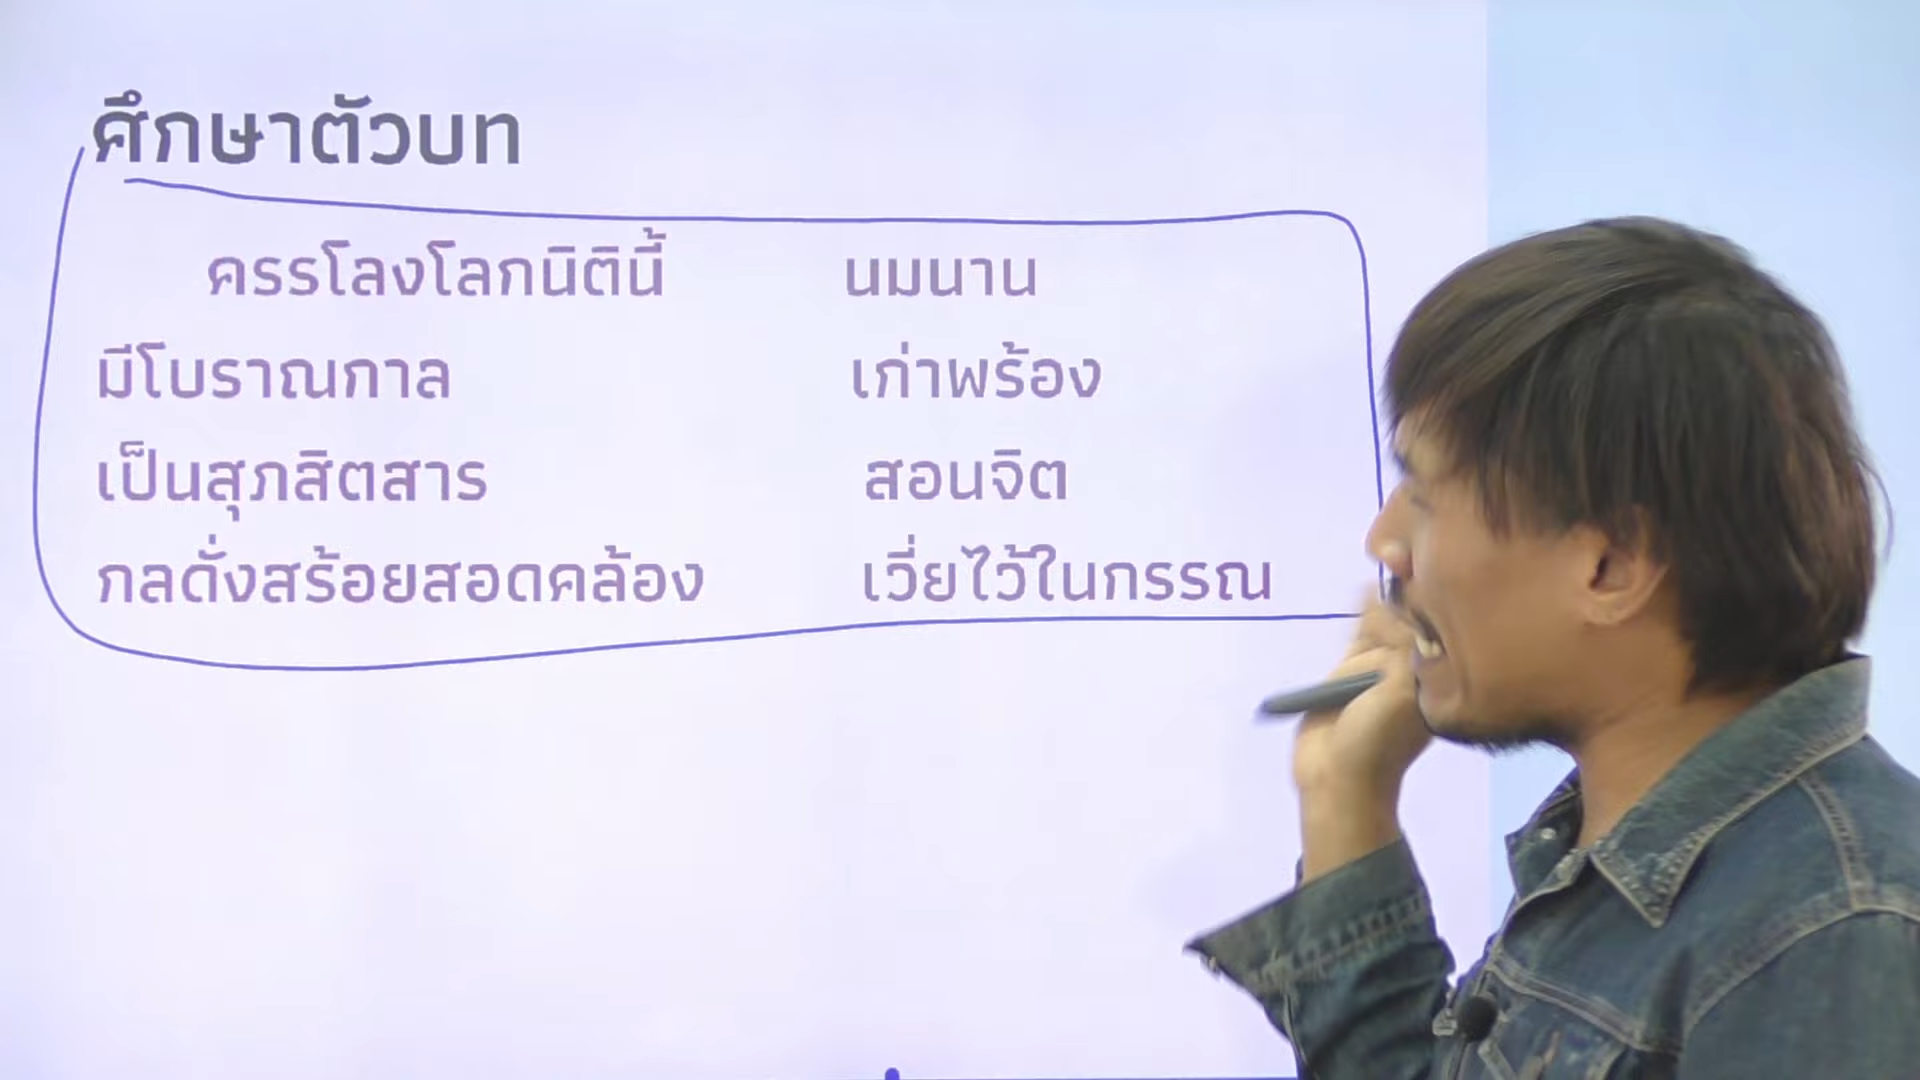 ศึกษาตัวบท
ครรโลงโลกนิตินี้ นมนาน
มีโบราณกาล เก่าพร้อง
เป็นสุภสิตสาร สอนจิต
กลดั่งสร้อยสอดคล้อง เวี่ยไว้ในกรรณ